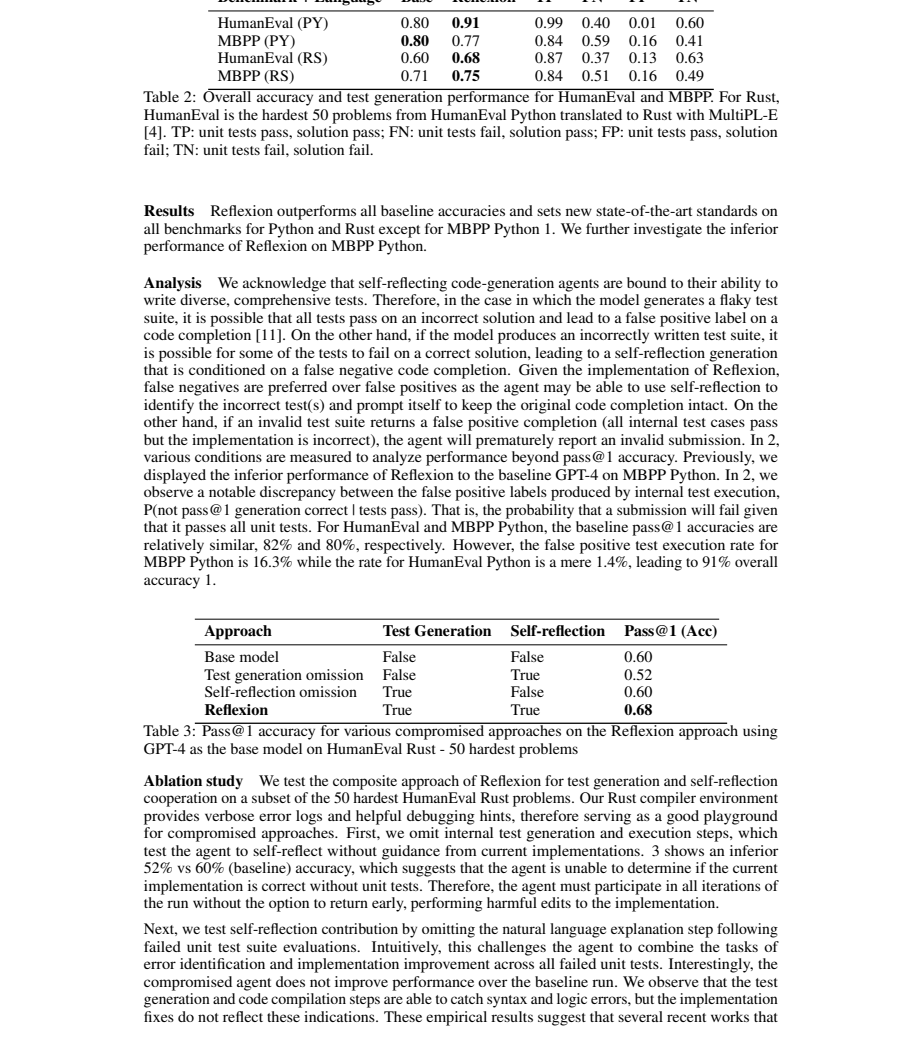 HumanEval (PY) 0.80 0.91 0.99 0.40 0.01 0.60
MBPP (PY) 0.80 0.77 0.84 0.59 0.16 0.41
HumanEval (RS) 0.60 0.68 0.87 0.37 0.13 0.63
MBPP (RS) 0.71 0.75 0.84 0.51 0.16 0.49
Table 2: Overall accuracy and test generation performance for HumanEval and MBPP. For Rust,
HumanEval is the hardest 50 problems from HumanEval Python translated to Rust with MultiPL-E
[4]. TP: unit tests pass, solution pass; FN: unit tests fail, solution pass; FP: unit tests pass, solution
fail; TN: unit tests fail, solution fail.
Results Reflexion outperforms all baseline accuracies and sets new state-of-the-art standards on
all benchmarks for Python and Rust except for MBPP Python 1. We further investigate the inferior
performance of Reflexion on MBPP Python.
Analysis We acknowledge that self-reflecting code-generation agents are bound to their ability to
write diverse, comprehensive tests. Therefore, in the case in which the model generates a flaky test
suite, it is possible that all tests pass on an incorrect solution and lead to a false positive label on a
code completion [11]. On the other hand, if the model produces an incorrectly written test suite, it
is possible for some of the tests to fail on a correct solution, leading to a self-reflection generation
that is conditioned on a false negative code completion. Given the implementation of Reflexion,
false negatives are preferred over false positives as the agent may be able to use self-reflection to
identify the incorrect test(s) and prompt itself to keep the original code completion intact. On the
other hand, if an invalid test suite returns a false positive completion (all internal test cases pass
but the implementation is incorrect), the agent will prematurely report an invalid submission. In 2,
various conditions are measured to analyze performance beyond pass@1 accuracy. Previously, we
displayed the inferior performance of Reflexion to the baseline GPT-4 on MBPP Python. In 2, we
observe a notable discrepancy between the false positive labels produced by internal test execution,
P(not pass@1 generation correct | tests pass). That is, the probability that a submission will fail given
that it passes all unit tests. For HumanEval and MBPP Python, the baseline pass@1 accuracies are
relatively similar, 82% and 80%, respectively. However, the false positive test execution rate for
MBPP Python is 16.3% while the rate for HumanEval Python is a mere 1.4%, leading to 91% overall
accuracy 1.
Approach Test Generation Self-reflection Pass@1 (Acc)
Base model False False 0.60
Test generation omission False True 0.52
Self-reflection omission True False 0.60
Reflexion True True 0.68
Table 3: Pass@1 accuracy for various compromised approaches on the Reflexion approach using
GPT-4 as the base model on HumanEval Rust - 50 hardest problems
Ablation study We test the composite approach of Reflexion for test generation and self-reflection
cooperation on a subset of the 50 hardest HumanEval Rust problems. Our Rust compiler environment
provides verbose error logs and helpful debugging hints, therefore serving as a good playground
for compromised approaches. First, we omit internal test generation and execution steps, which
test the agent to self-reflect without guidance from current implementations. 3 shows an inferior
52% vs 60% (baseline) accuracy, which suggests that the agent is unable to determine if the current
implementation is correct without unit tests. Therefore, the agent must participate in all iterations of
the run without the option to return early, performing harmful edits to the implementation.
Next, we test self-reflection contribution by omitting the natural language explanation step following
failed unit test suite evaluations. Intuitively, this challenges the agent to combine the tasks of
error identification and implementation improvement across all failed unit tests. Interestingly, the
compromised agent does not improve performance over the baseline run. We observe that the test
generation and code compilation steps are able to catch syntax and logic errors, but the implementation
fixes do not reflect these indications. These empirical results suggest that several recent works that